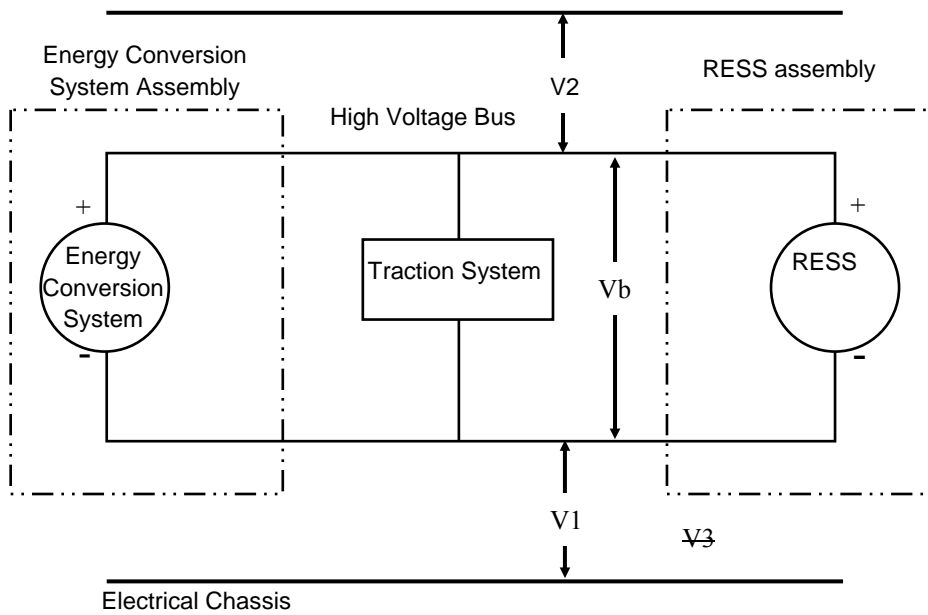 Energy Conversion
System Assembly
V2
RESS assembly
High Voltage Bus
+
+
Energy
Conversion
System
Traction System
Vb
RESS
-
-
V1
V3
Electrical Chassis